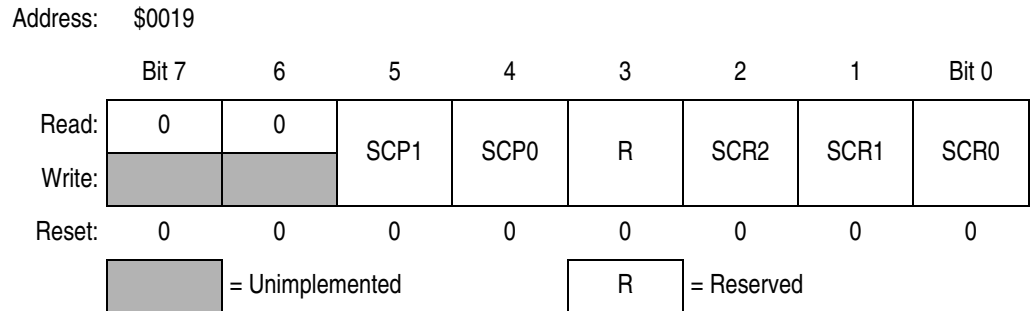 Address: $0019
Bit 7 6 5 4 3 2 1 Bit 0
Read: 0 0 SCP1 SCP0 R SCR2 SCR1 SCR0
Write:
Reset: 0 0 0 0 0 0 0 0
= Unimplemented R = Reserved